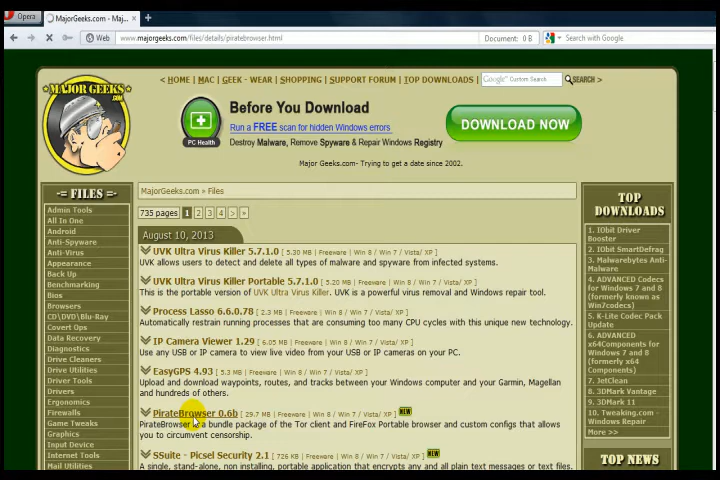 Opera
MajorGeeks.com - Maj...
Web
www.majorgeeks.com/files/details/piratebrowser.html
Document: 0 B
Search with Google
MAJOR GEEKS
.COM
< HOME | MAC | GEEK - WEAR | SHOPPING | SUPPORT FORUM | TOP DOWNLOADS |
Google™ Custom Search
SEARCH >
PC Health
Before You Download
Run a FREE scan for hidden Windows errors
Destroy Malware, Remove Spyware & Repair Windows Registry
DOWNLOAD NOW
Major Geeks.com- Trying to get a date since 2002.
-= FILES =-
Admin Tools
All In One
Android
Anti-Spyware
Anti-Virus
Appearance
Back Up
Benchmarking
Bios
Browsers
CD\DVD\Blu-Ray
Covert Ops
Data Recovery
Diagnostics
Drive Cleaners
Drive Utilities
Driver Tools
Drivers
Ergonomics
Firewalls
Game Tweaks
Graphics
Input Device
Internet Tools
Mail Utilities
MajorGeeks.com » Files
735 pages 1 2 3 4 > »
August 10, 2013
UVK Ultra Virus Killer 5.7.1.0 [ 5.30 MB | Freeware | Win 8 / Win 7 / Vista/ XP ]
UVK allows users to detect and delete all types of malware and spyware from infected systems.
UVK Ultra Virus Killer Portable 5.7.1.0 [ 5.20 MB | Freeware | Win 8 / Win 7 / Vista/ XP ]
This is the portable version of UVK Ultra Virus Killer. UVK is a powerful virus removal and Windows repair tool.
Process Lasso 6.6.0.78 [ 2.3 MB | Freeware | Win 8 / Win 7 / Vista/ XP ]
Automatically restrain running processes that are consuming too many CPU cycles with this unique new technology.
IP Camera Viewer 1.29 [ 6.05 MB | Freeware | Win 8 / Win 7 / Vista/ XP ]
Use any USB or IP camera to view live video from your USB or IP cameras on your PC.
EasyGPS 4.93 [ 5.3 MB | Freeware | Win 8 / Win 7 / Vista/ XP ]
Upload and download waypoints, routes, and tracks between your Windows computer and your Garmin, Magellan
and hundreds of others.
PirateBrowser 0.6b [ 29.7 MB | Freeware | Win 8 / Win 7 / Vista/ XP ] NEW
PirateBrowser is a bundle package of the Tor client and FireFox Portable browser and custom configs that allows
you to circumvent censorship.
SSuite - Picsel Security 2.1 [ 726 KB | Freeware | Win 8 / Win 7 / Vista/ XP ] NEW
A single, stand-alone, non installing, portable application that encrypts any and all plain text messages or text files.
TOP
DOWNLOADS
1. IObit Driver
Booster
2. IObit SmartDefrag
3. Malwarebytes Anti-
Malware
4. ADVANCED Codecs
for Windows 7 and 8
(formerly known as
Win7codecs)
5. K-Lite Codec Pack
Update
6. ADVANCED
x64Components for
Windows 7 and 8
(formerly x64
Components)
7. JetClean
8. 3DMark Vantage
9. 3DMark 11
10. Tweaking.com -
Windows Repair
More >>
TOP NEWS